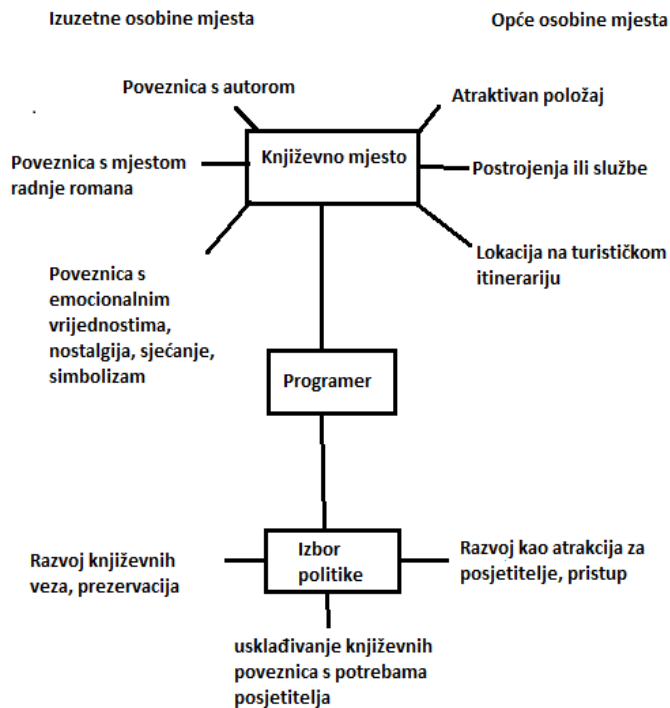 Izuzetne osobine mjesta
Opće osobine mjesta
Poveznica s autorom
Atraktivan položaj
Književno mjesto
Poveznica s mjestom
radnje romana
Postrojenja ili službe
Poveznica s
emocionalnim
vrijednostima,
nostalgija, sjećanje,
simbolizam
Lokacija na turističkom
itinerariju
Programer
Izbor
politike
Razvoj književnih
veza, prezervacija
Razvoj kao atrakcija za
posjetitelje, pristup
usklađivanje književnih
poveznica s potrebama
posjetitelja